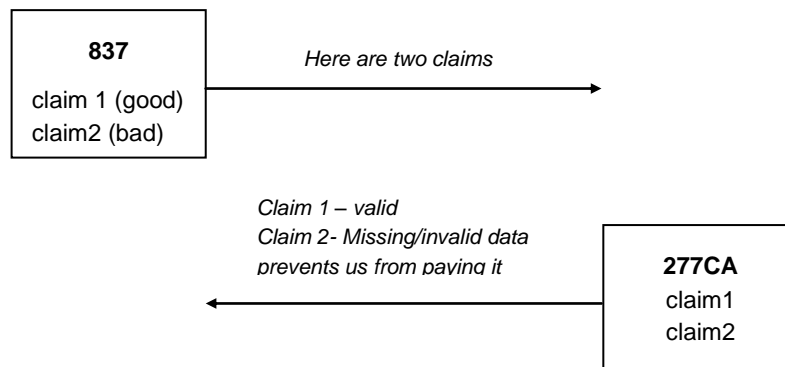 837
claim 1 (good)
claim2 (bad)
Here are two claims
Claim 1 – valid
Claim 2- Missing/invalid data
prevents us from paying it
277CA
claim1
claim2